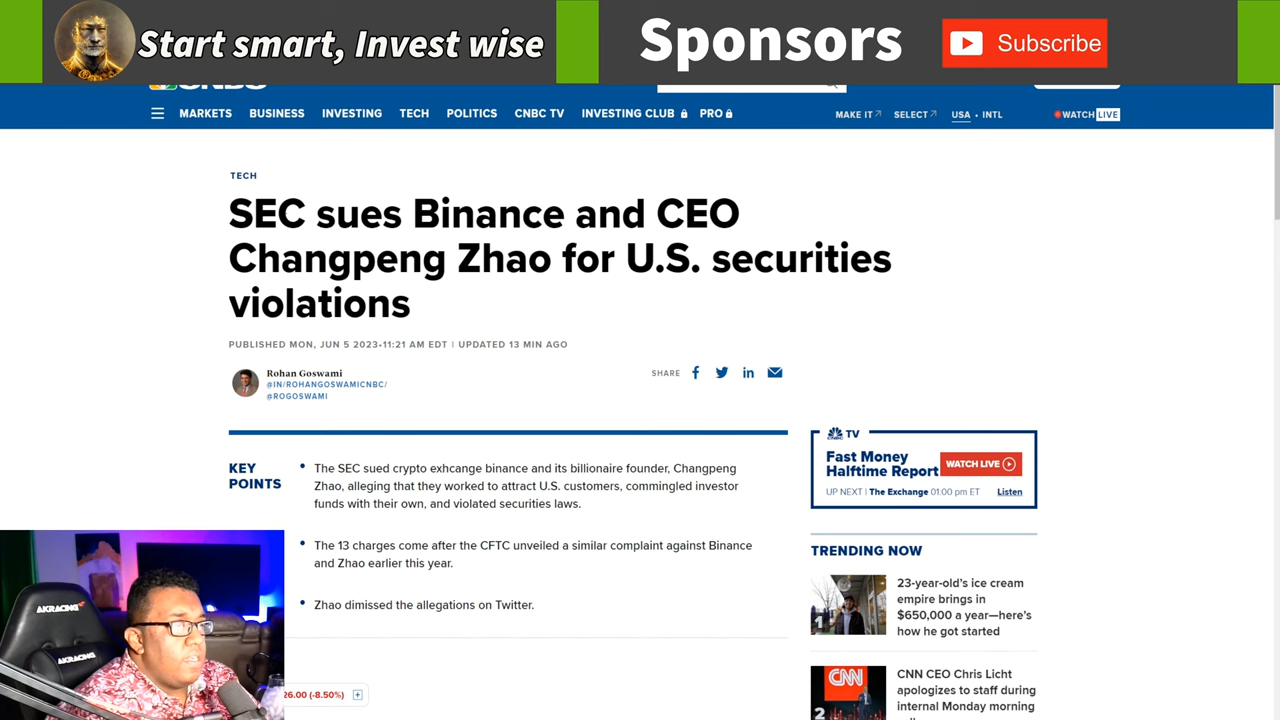 Start smart, Invest wise
Sponsors
Subscribe
MARKETS BUSINESS INVESTING TECH POLITICS CNBC TV INVESTING CLUB PRO
MAKE IT SELECT USA • INTL
WATCH LIVE
TECH
SEC sues Binance and CEO
Changpeng Zhao for U.S. securities
violations
PUBLISHED MON, JUN 5 2023•11:21 AM EDT | UPDATED 13 MIN AGO
Rohan Goswami
@IN/ROHANGOSWAMICNBC/
@ROGOSWAMI
SHARE
KEY
POINTS
• The SEC sued crypto exhcange binance and its billionaire founder, Changpeng
Zhao, alleging that they worked to attract U.S. customers, commingled investor
funds with their own, and violated securities laws.
• The 13 charges come after the CFTC unveiled a similar complaint against Binance
and Zhao earlier this year.
• Zhao dimissed the allegations on Twitter.
26.00 (-8.50%)
CNBC TV
Fast Money
Halftime Report
WATCH LIVE
UP NEXT | The Exchange 01:00 pm ET Listen
TRENDING NOW
1
23-year-old's ice cream
empire brings in
$650,000 a year—here's
how he got started
2
CNN
CNN CEO Chris Licht
apologizes to staff during
internal Monday morning
AKRACING
AKRACING